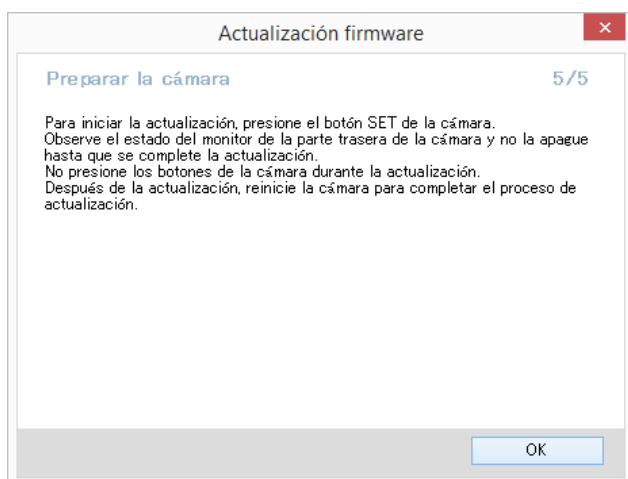 Actualización firmware
×
Preparar la cámara 5/5
Para iniciar la actualización, presione el botón SET de la cámara.
Observe el estado del monitor de la parte trasera de la cámara y no la apague
hasta que se complete la actualización.
No presione los botones de la cámara durante la actualización.
Después de la actualización, reinicie la cámara para completar el proceso de
actualización.
OK